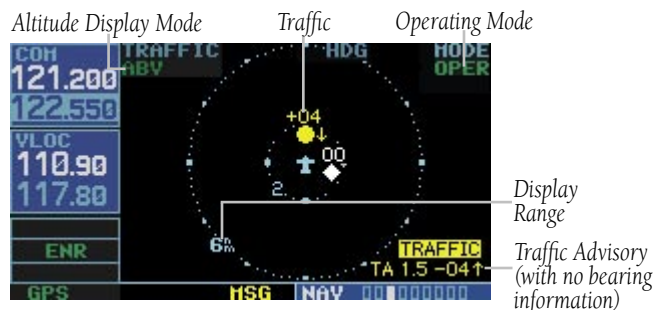 Altitude Display Mode
Traffic
Operating Mode
COM
121.200
122.550
VLOC
110.90
117.80
ENR
GPS
TRAFFIC
ABV
HDG
MODE
OPER
+04
00
2
6nm
TRAFFIC
TA 1.5 -04↑
MSG
NAV
Display
Range
Traffic Advisory
(with no bearing
information)